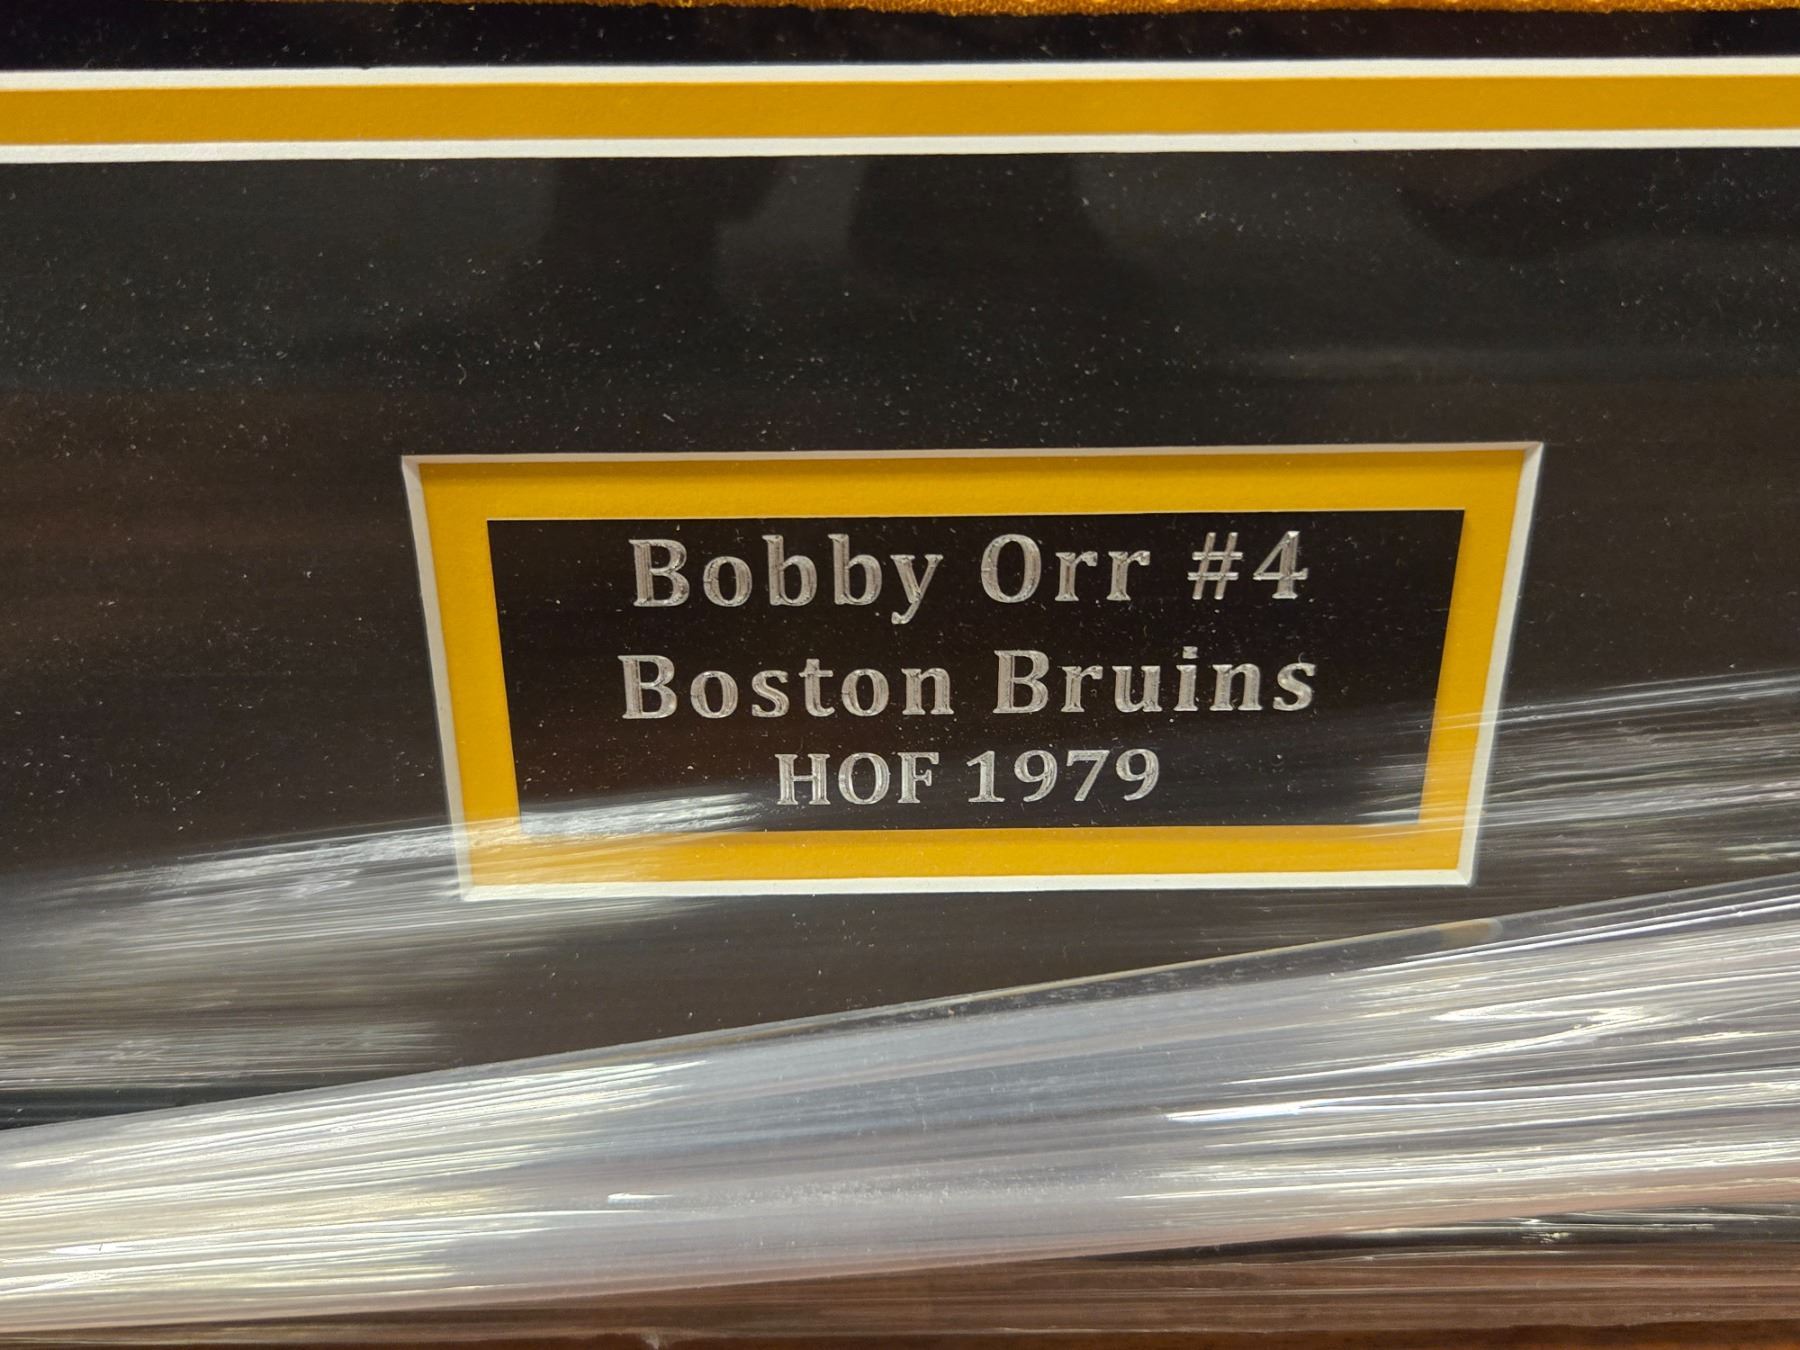 Bobby Orr #4
Boston Bruins
HOF 1979